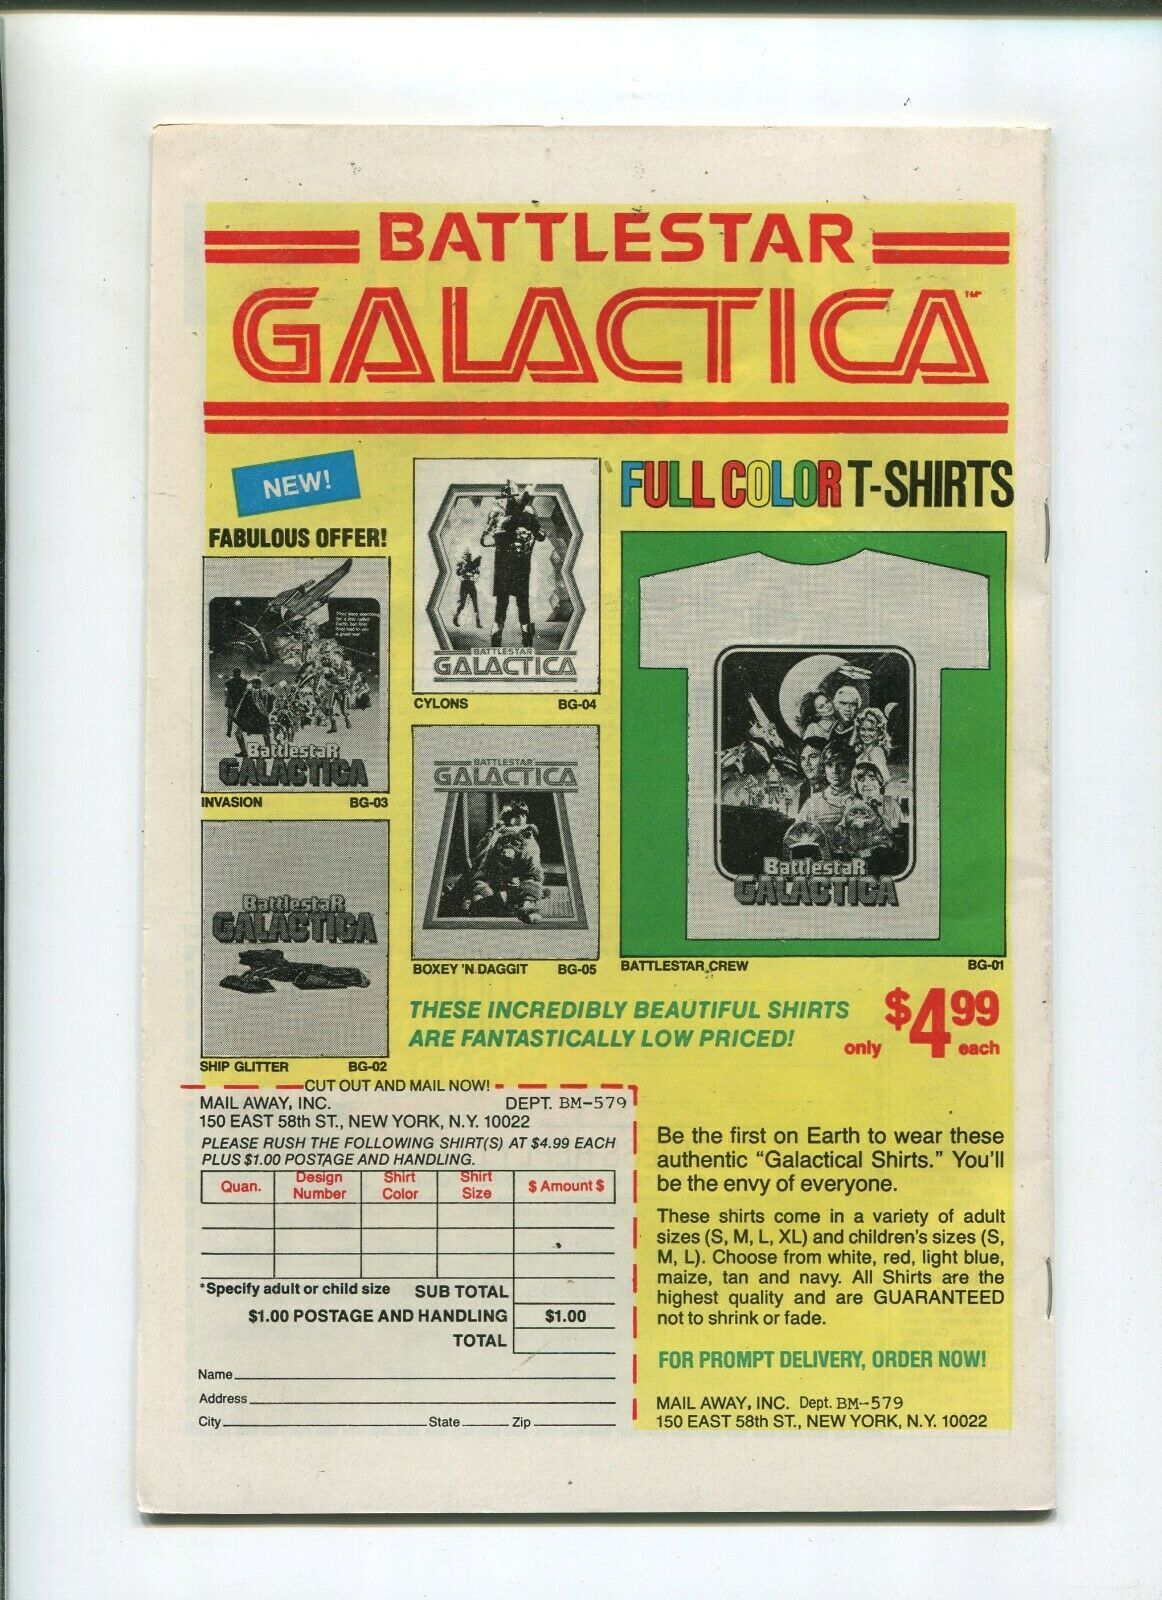 BATTLESTAR
GALACTICA™
NEW!
FABULOUS OFFER!
FULL COLOR T-SHIRTS
Battlestar
GALACTICA
INVASION BG-03
BATTLESTAR
GALACTICA
CYLONS BG-04
Battlestar
GALACTICA
SHIP GLITTER BG-02
BATTLESTAR
GALACTICA
BOXEY 'N DAGGIT BG-05
Battlestar
GALACTICA
BATTLESTAR CREW BG-01
THESE INCREDIBLY BEAUTIFUL SHIRTS
ARE FANTASTICALLY LOW PRICED!
only $4.99 each
CUT OUT AND MAIL NOW!
MAIL AWAY, INC. DEPT. BM-579
150 EAST 58th ST., NEW YORK, N.Y. 10022
PLEASE RUSH THE FOLLOWING SHIRT(S) AT $4.99 EACH
PLUS $1.00 POSTAGE AND HANDLING.
Quan. Design Number Shirt Color Shirt Size $ Amount $
*Specify adult or child size SUB TOTAL
$1.00 POSTAGE AND HANDLING $1.00
TOTAL
Name
Address
City State Zip
Be the first on Earth to wear these
authentic “Galactical Shirts.” You'll
be the envy of everyone.
These shirts come in a variety of adult
sizes (S, M, L, XL) and children's sizes (S,
M, L). Choose from white, red, light blue,
maize, tan and navy. All Shirts are the
highest quality and are GUARANTEED
not to shrink or fade.
FOR PROMPT DELIVERY, ORDER NOW!
MAIL AWAY, INC. Dept. BM-579
150 EAST 58th ST., NEW YORK, N.Y. 10022